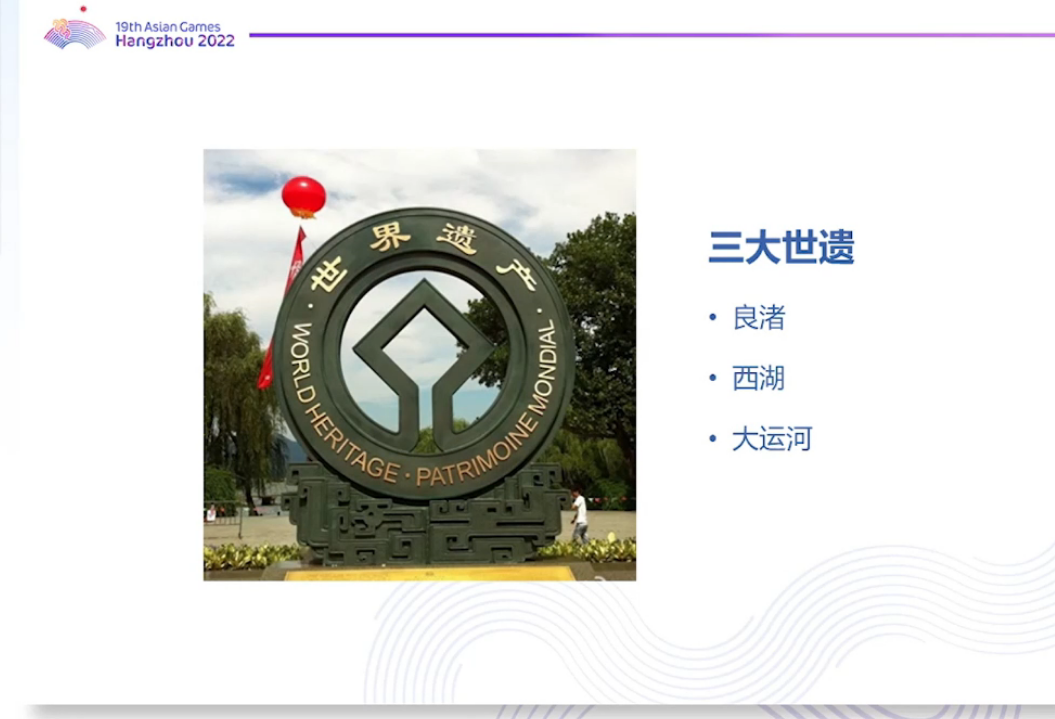 19th Asian Games
Hangzhou 2022
世界遗产
WORLD HERITAGE · PATRIMOINE MONDIAL
三大世遗
• 良渚
• 西湖
• 大运河